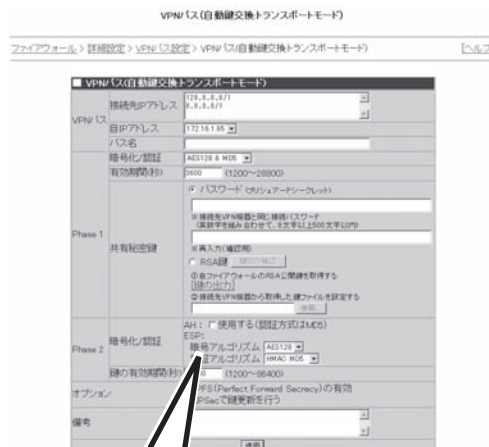 VPNパス(自動鍵交換トランスポートモード)
ファイアウォール > 詳細設定 > VPNパス設定 > VPNパス(自動鍵交換トランスポートモード)
[ヘルプ
■ VPNパス(自動鍵交換トランスポートモード)
VPNパス
接続先IPアドレス
128.0.0.0/1
0.0.0.0/1
自IPアドレス
172.16.1.85
パス名
Phase 1
暗号化/認証
AES128 & MD5
有効期間(秒)
3600 (1200～28800)
共有秘密鍵
パスワード (プリシェアードシークレット)
※接続先VPN機器と同じ接続パスワード
(英数字を組み合わせて、8文字以上500文字以内)
※再入力(確認用)
RSA鍵
①自ファイアウォールのRSA公開鍵を取得する
[鍵の出力]
②接続先VPN機器から取得した鍵ファイルを設定する
参照...
Phase 2
暗号化/認証
AH: 使用する(認証方式はMD5)
ESP:
暗号アルゴリズム AES128
証アルゴリズム HMAC MD5
鍵の有効期間(秒)
(1200～86400)
オプション
PFS(Perfect Forward Secrecy)の有効
IPSecで鍵更新を行う
備考
適用